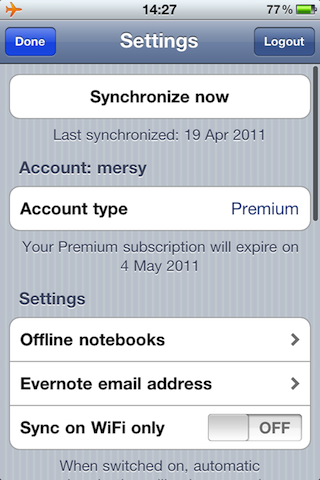 14:27
77%
Done
Settings
Logout
Synchronize now
Last synchronized: 19 Apr 2011
Account: mersy
Account type
Premium
Your Premium subscription will expire on
4 May 2011
Settings
Offline notebooks
Evernote email address
Sync on WiFi only
OFF
When switched on, automatic